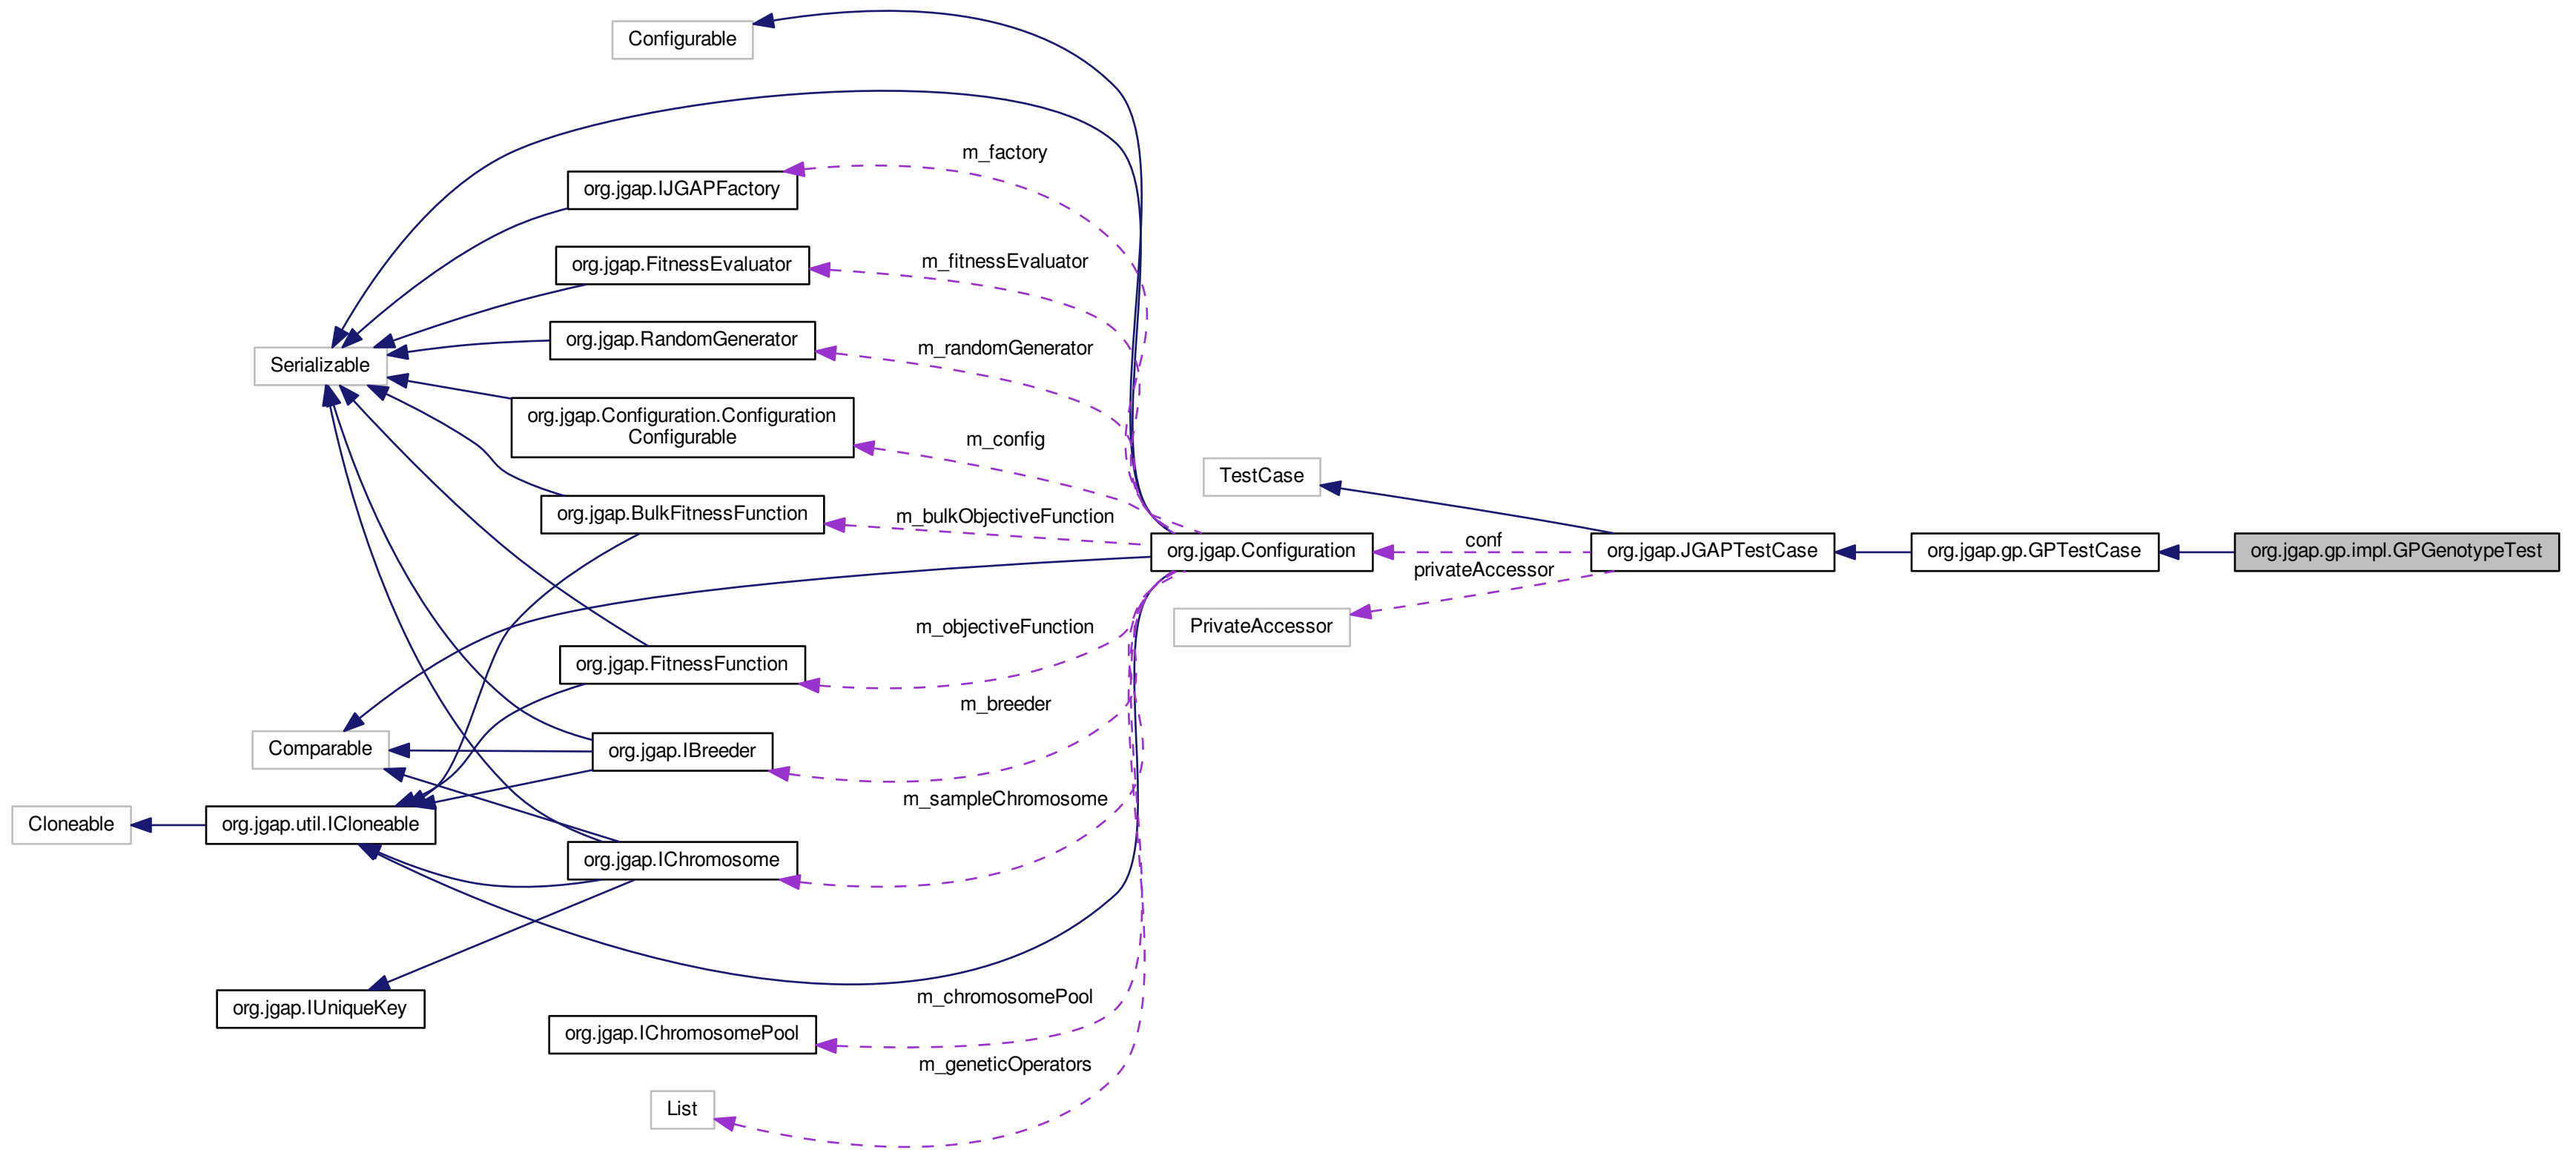 Configurable
m_factory
org.jgap.IJGAPFactory
m_fitnessEvaluator
org.jgap.FitnessEvaluator
m_randomGenerator
org.jgap.RandomGenerator
Serializable
org.jgap.Configuration.Configuration
Configurable
m_config
TestCase
m_bulkObjectiveFunction
org.jgap.BulkFitnessFunction
conf
org.jgap.Configuration
org.jgap.JGAPTestCase
org.jgap.gp.GPTestCase
org.jgap.gp.impl.GPGenotypeTest
privateAccessor
PrivateAccessor
m_objectiveFunction
org.jgap.FitnessFunction
m_breeder
Comparable
org.jgap.IBreeder
m_sampleChromosome
Cloneable
org.jgap.util.ICloneable
org.jgap.IChromosome
m_chromosomePool
org.jgap.IUniqueKey
org.jgap.IChromosomePool
m_geneticOperators
List